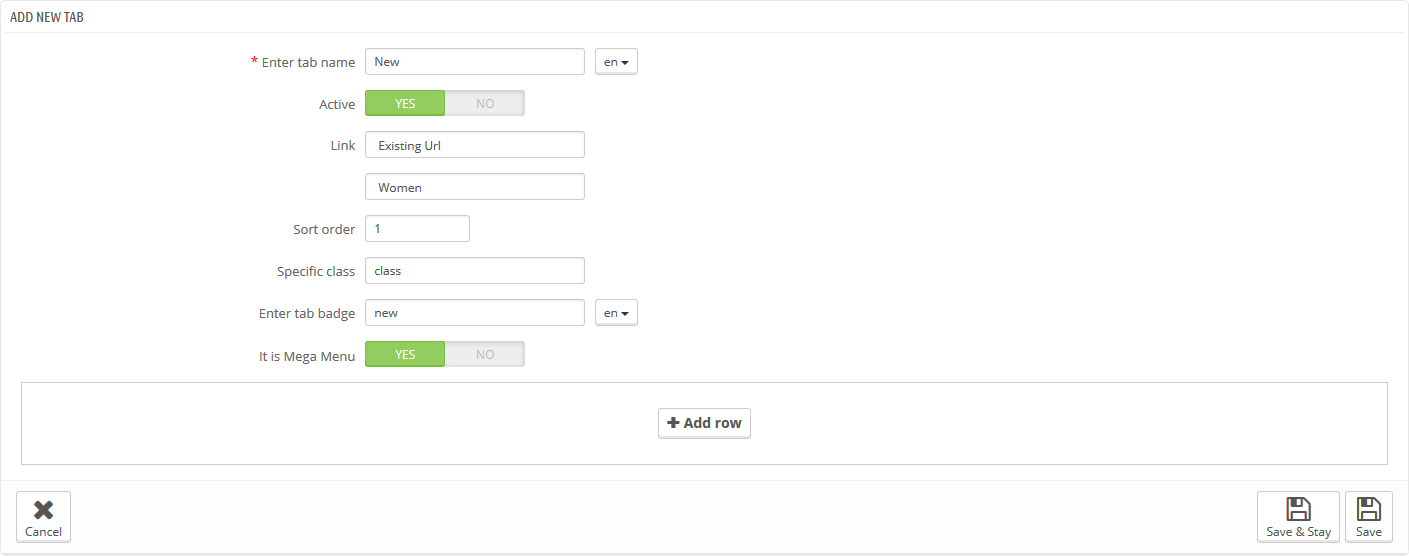 ADD NEW TAB
* Enter tab name New en
Active YES NO
Link Existing Url
Women
Sort order 1
Specific class class
Enter tab badge new en
It is Mega Menu YES NO
Add row
Cancel Save & Stay Save